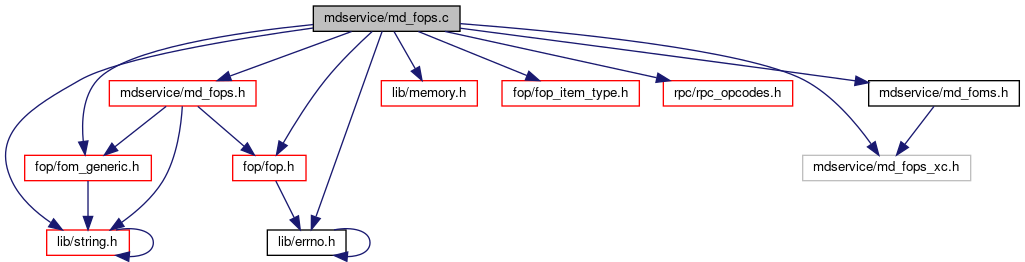 mdservice/md_fops.c
mdservice/md_fops.h
lib/memory.h
fop/fop_item_type.h
rpc/rpc_opcodes.h
mdservice/md_foms.h
fop/fom_generic.h
fop/fop.h
mdservice/md_fops_xc.h
lib/string.h
lib/errno.h